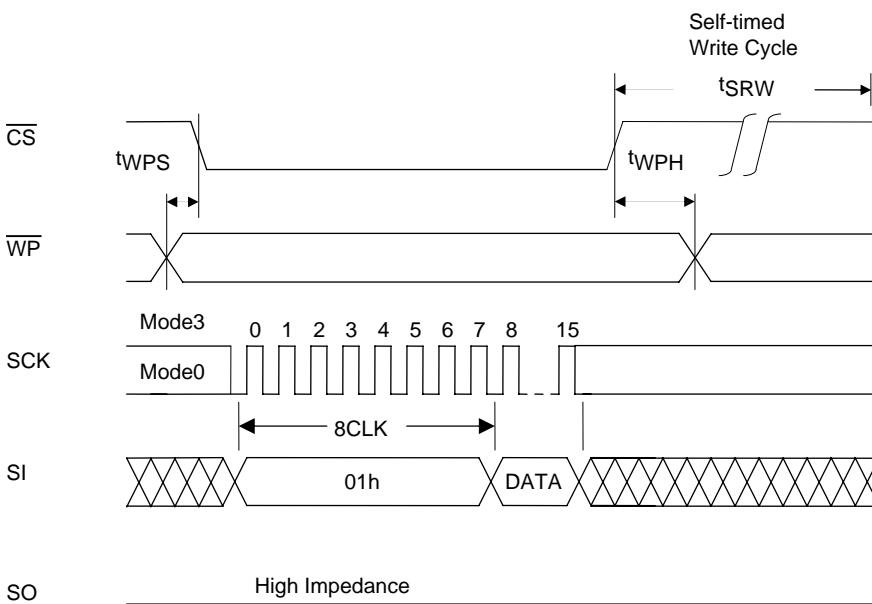 Self-timed
Write Cycle
tSRW
CS
tWPS
tWPH
WP
Mode3
0 1 2 3 4 5 6 7 8 15
SCK
Mode0
8CLK
SI
01h
DATA
High Impedance
SO